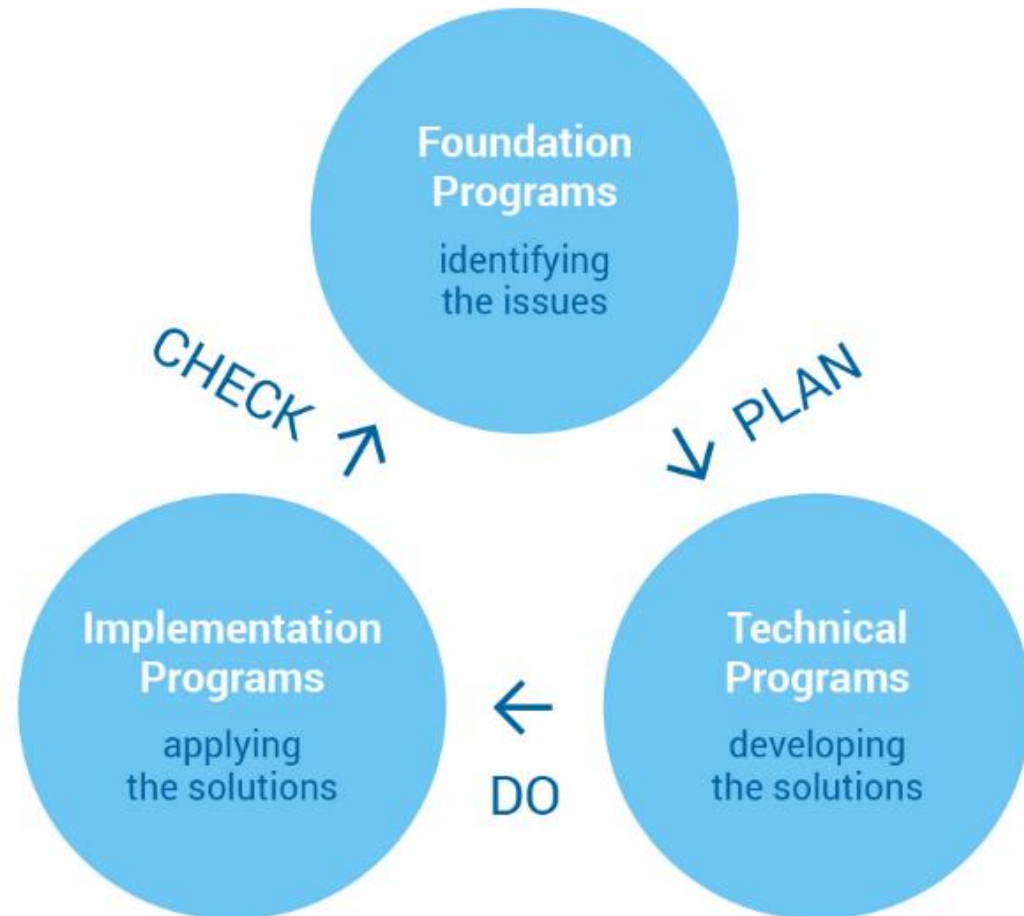 Foundation
Programs
identifying
the issues
CHECK
PLAN
Implementation
Programs
applying
the solutions
DO
Technical
Programs
developing
the solutions